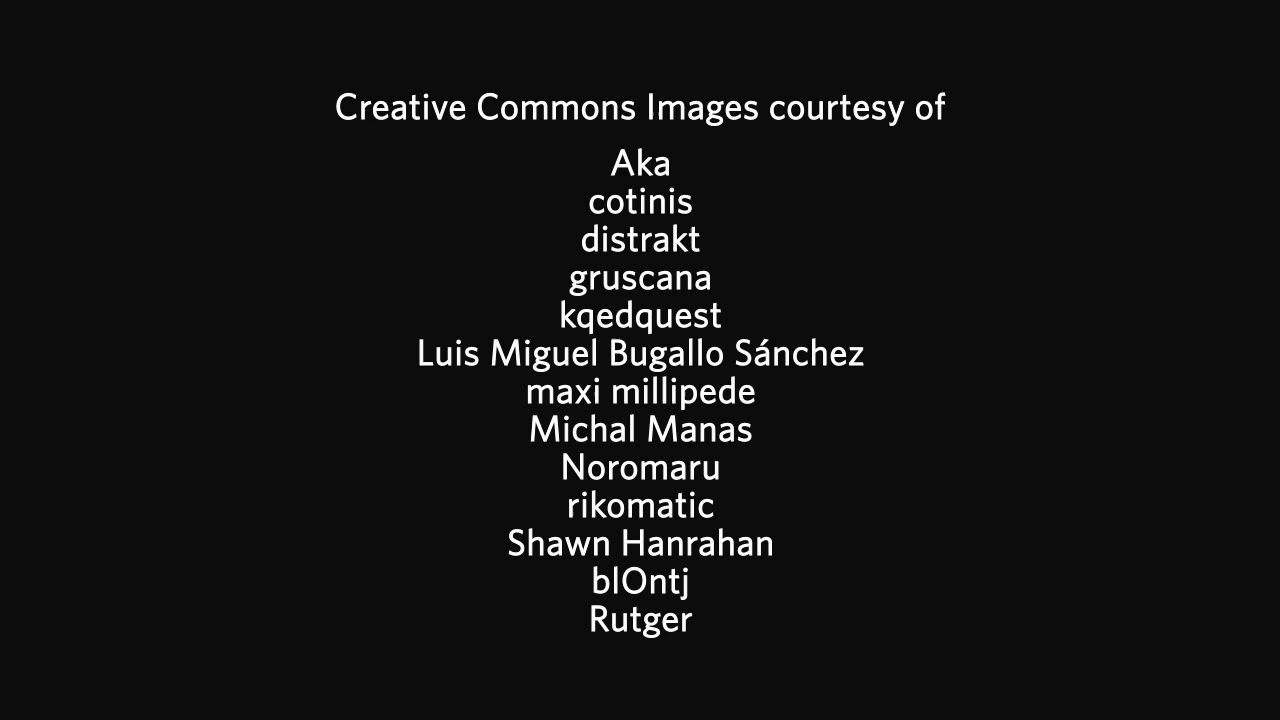 Creative Commons Images courtesy of
Aka
cotinis
distrakt
gruscana
kqedquest
Luis Miguel Bugallo Sánchez
maxi millipede
Michal Manas
Noromaru
rikomatic
Shawn Hanrahan
blOntj
Rutger